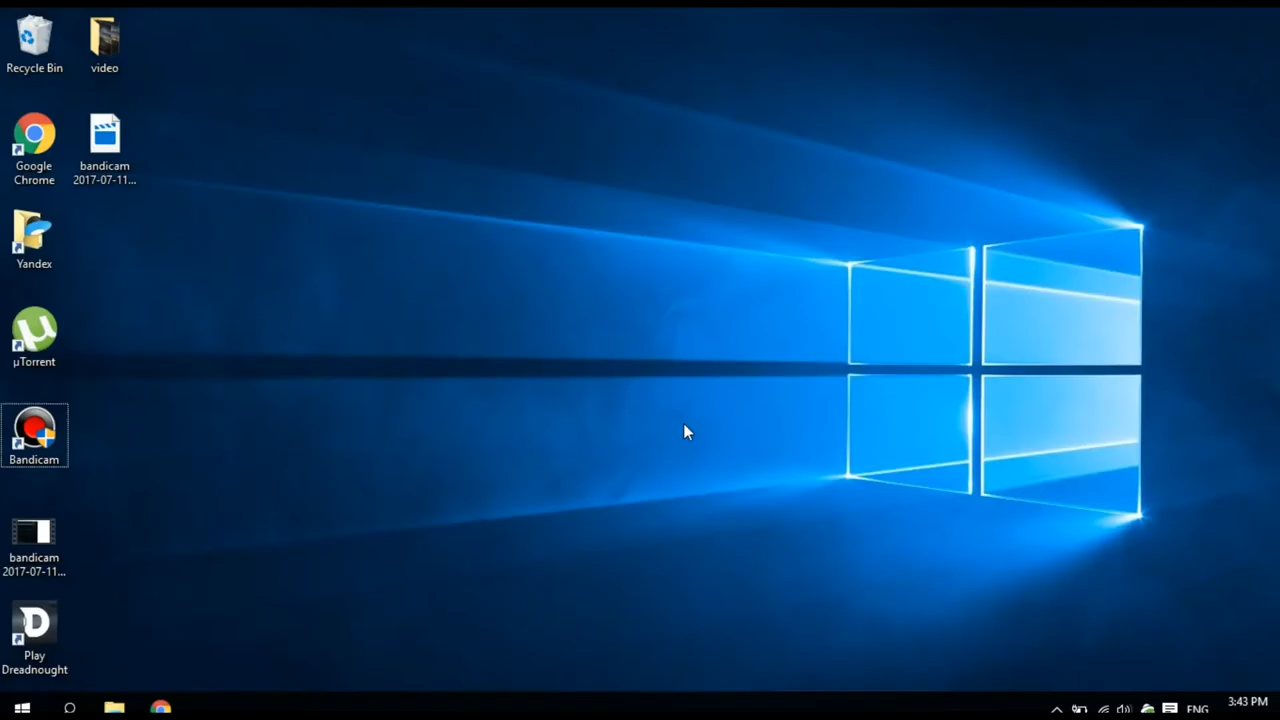 Recycle Bin
video
Google
Chrome
bandicam
2017-07-11...
Yandex
µTorrent
Bandicam
bandicam
2017-07-11...
Play
Dreadnought
ENG
3:43 PM